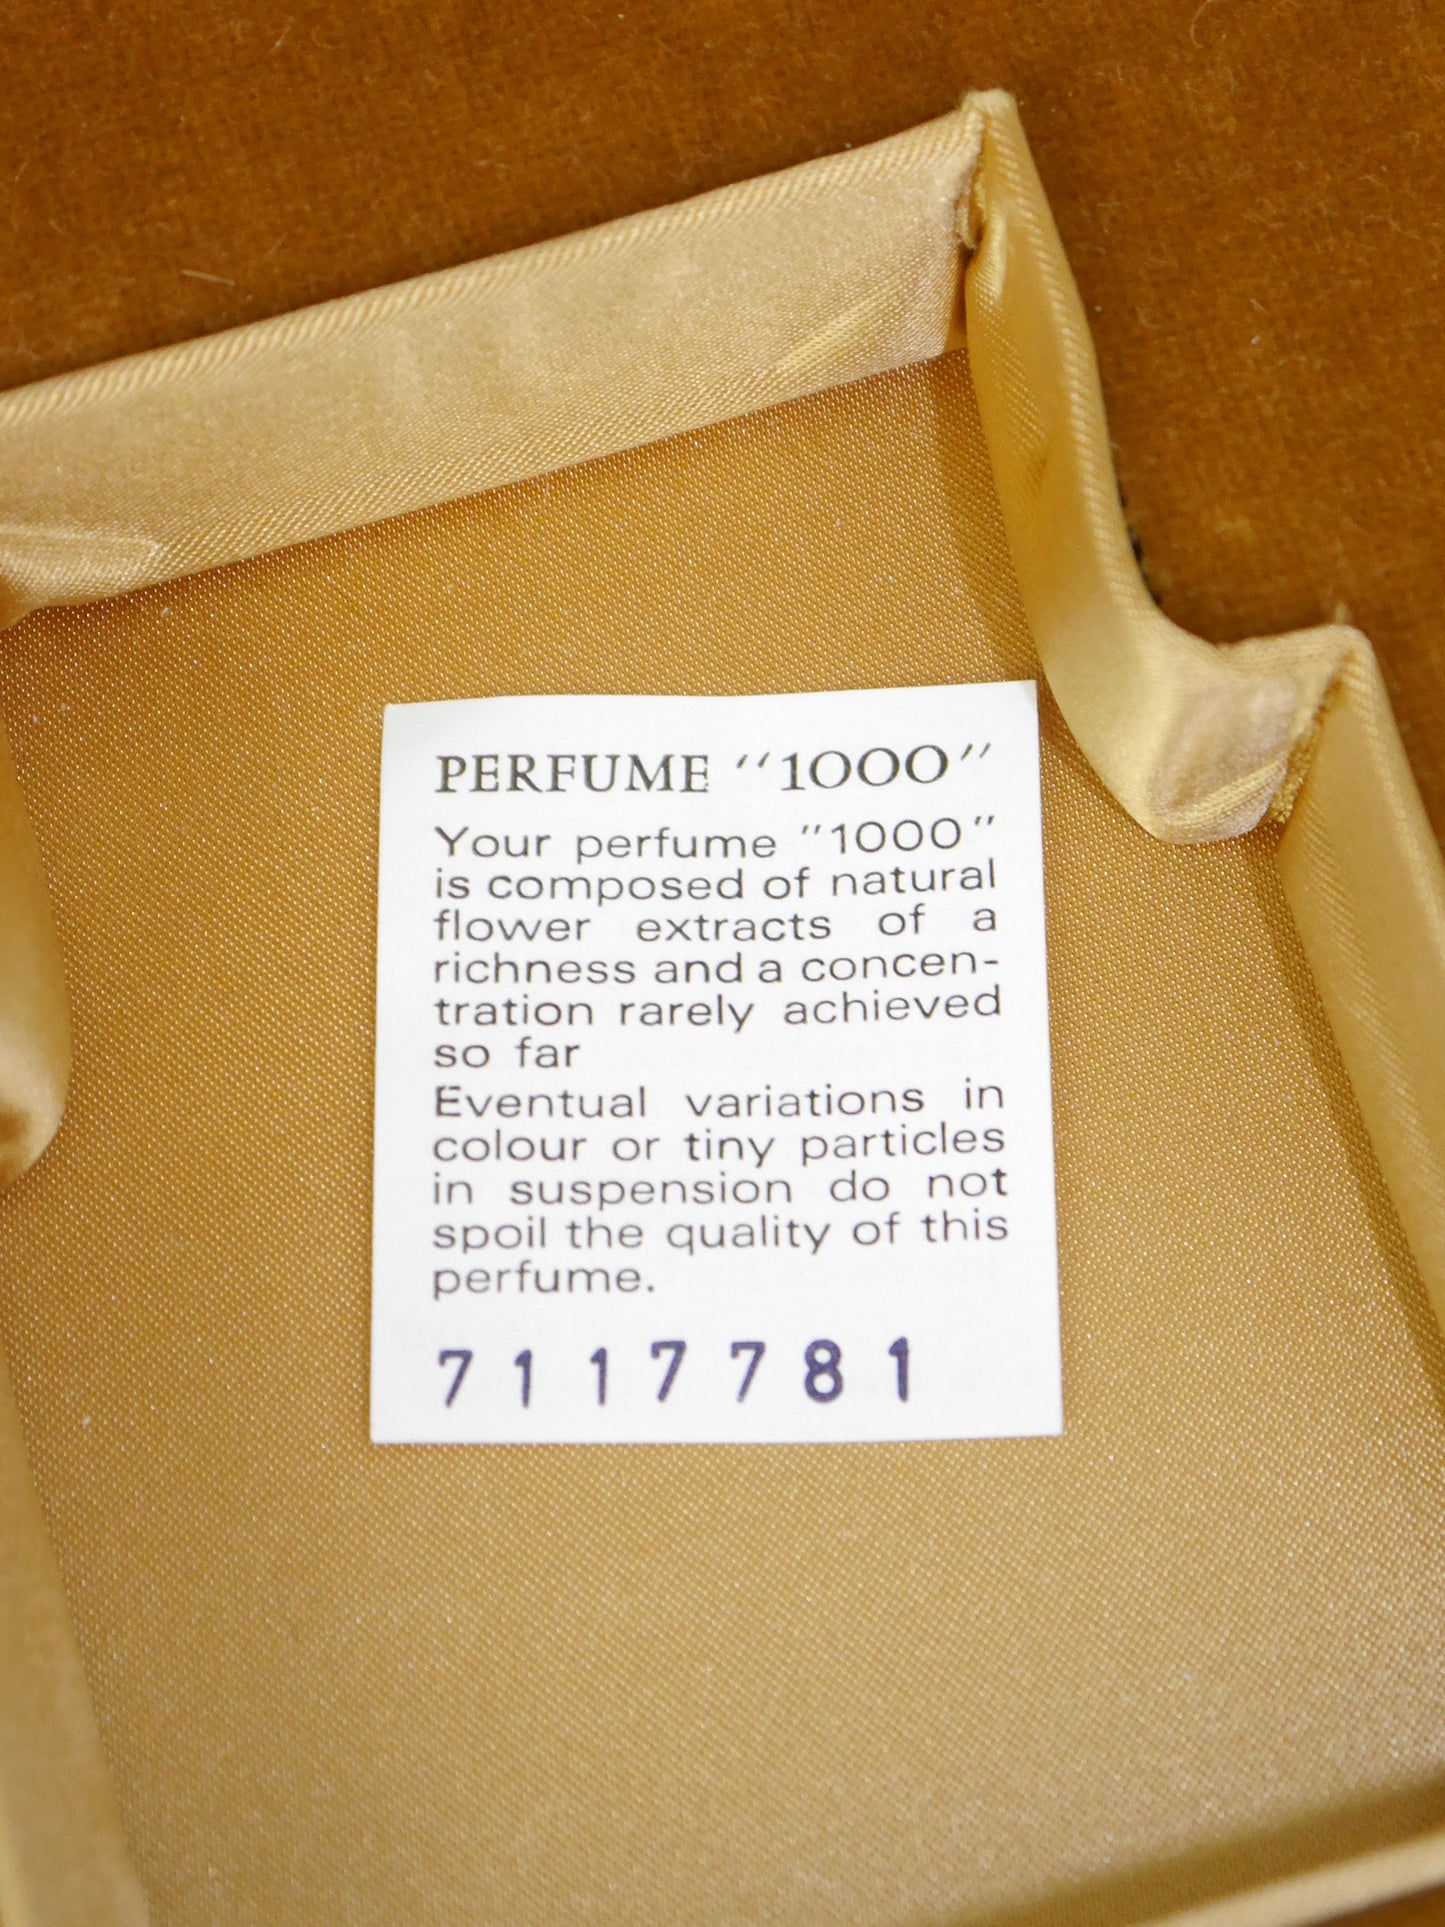 PERFUME "1000"
Your perfume "1000"
is composed of natural
flower extracts of a
richness and a concen-
tration rarely achieved
so far
Eventual variations in
colour or tiny particles
in suspension do not
spoil the quality of this
perfume.
7117781